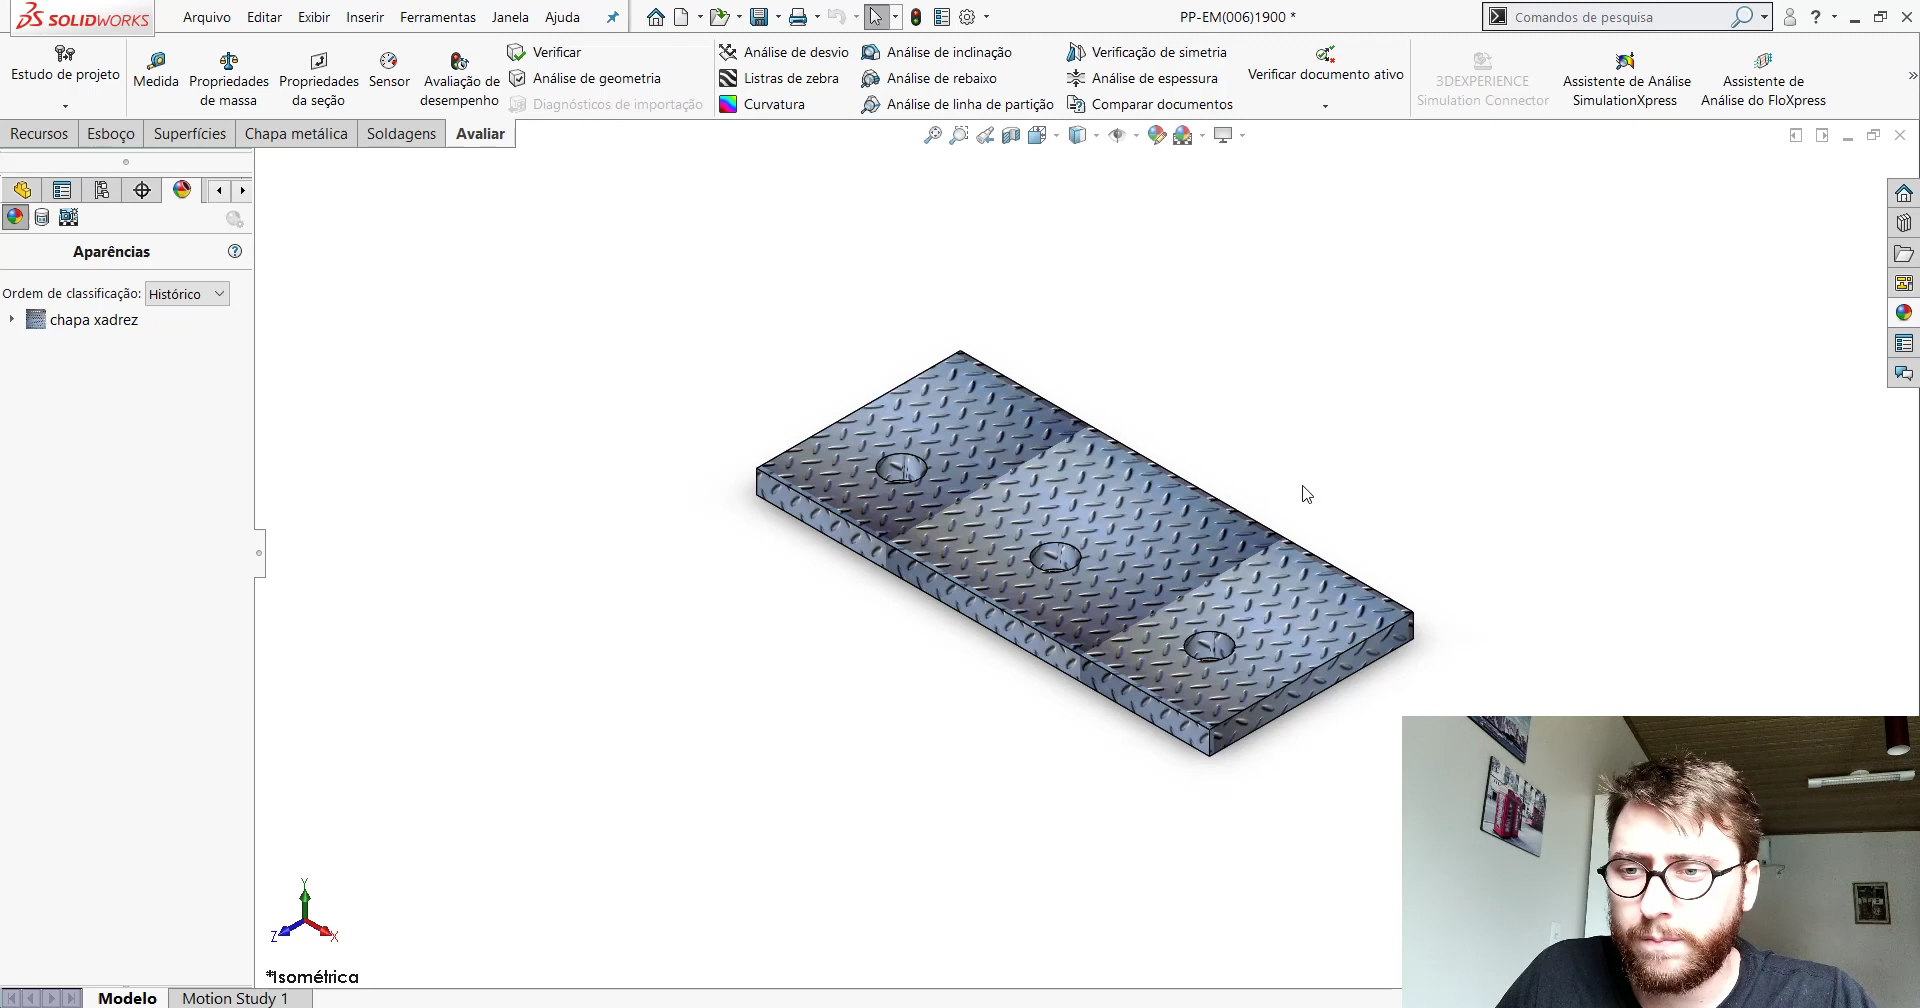 SOLIDWORKS
Arquivo Editar Exibir Inserir Ferramentas Janela Ajuda
PP-EM(006)1900 *
Comandos de pesquisa
Estudo de projeto
Medida
Propriedades de massa
Propriedades da seção
Sensor
Avaliação de desempenho
Verificar
Análise de geometria
Diagnósticos de importação
Análise de desvio
Listras de zebra
Curvatura
Análise de inclinação
Análise de rebaixo
Análise de linha de partição
Verificação de simetria
Análise de espessura
Comparar documentos
Verificar documento ativo
3DEXPERIENCE
Simulation Connector
Assistente de Análise
SimulationXpress
Assistente de
Análise do FloXpress
Recursos Esboço Superfícies Chapa metálica Soldagens Avaliar
Aparências
Ordem de classificação: Histórico
chapa xadrez
Y
Z
X
*Isométrica
Modelo Motion Study 1